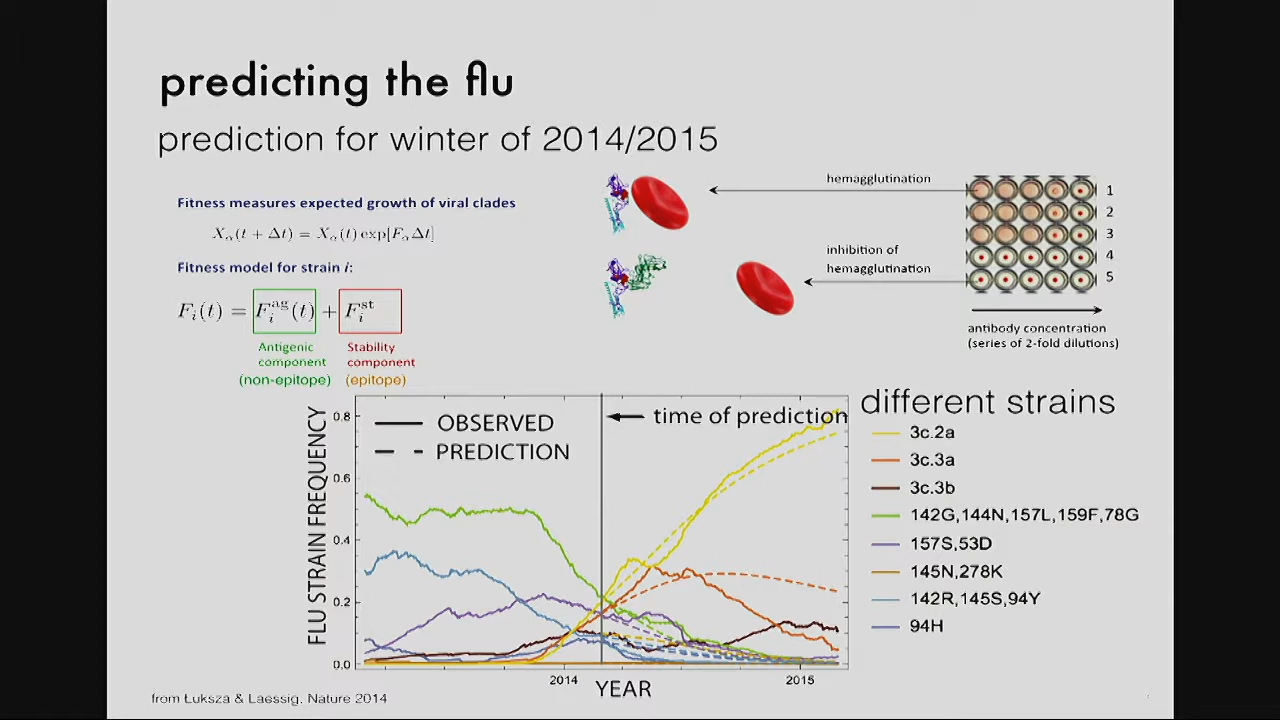 predicting the flu
prediction for winter of 2014/2015
Fitness measures expected growth of viral clades
X_α(t + Δt) = X_α(t) exp[F_αΔt]
Fitness model for strain i:
F_i(t) = F_i^ag(t) + F_i^st
Antigenic component
(non-epitope)
Stability component
(epitope)
hemagglutination
inhibition of
hemagglutination
1
2
3
4
5
antibody concentration
(series of 2-fold dilutions)
FLU STRAIN FREQUENCY
0.8
0.6
0.4
0.2
0.0
OBSERVED
PREDICTION
time of prediction
2014
2015
YEAR
different strains
3c.2a
3c.3a
3c.3b
142G,144N,157L,159F,78G
157S,53D
145N,278K
142R,145S,94Y
94H
from Łuksza & Laessig. Nature 2014